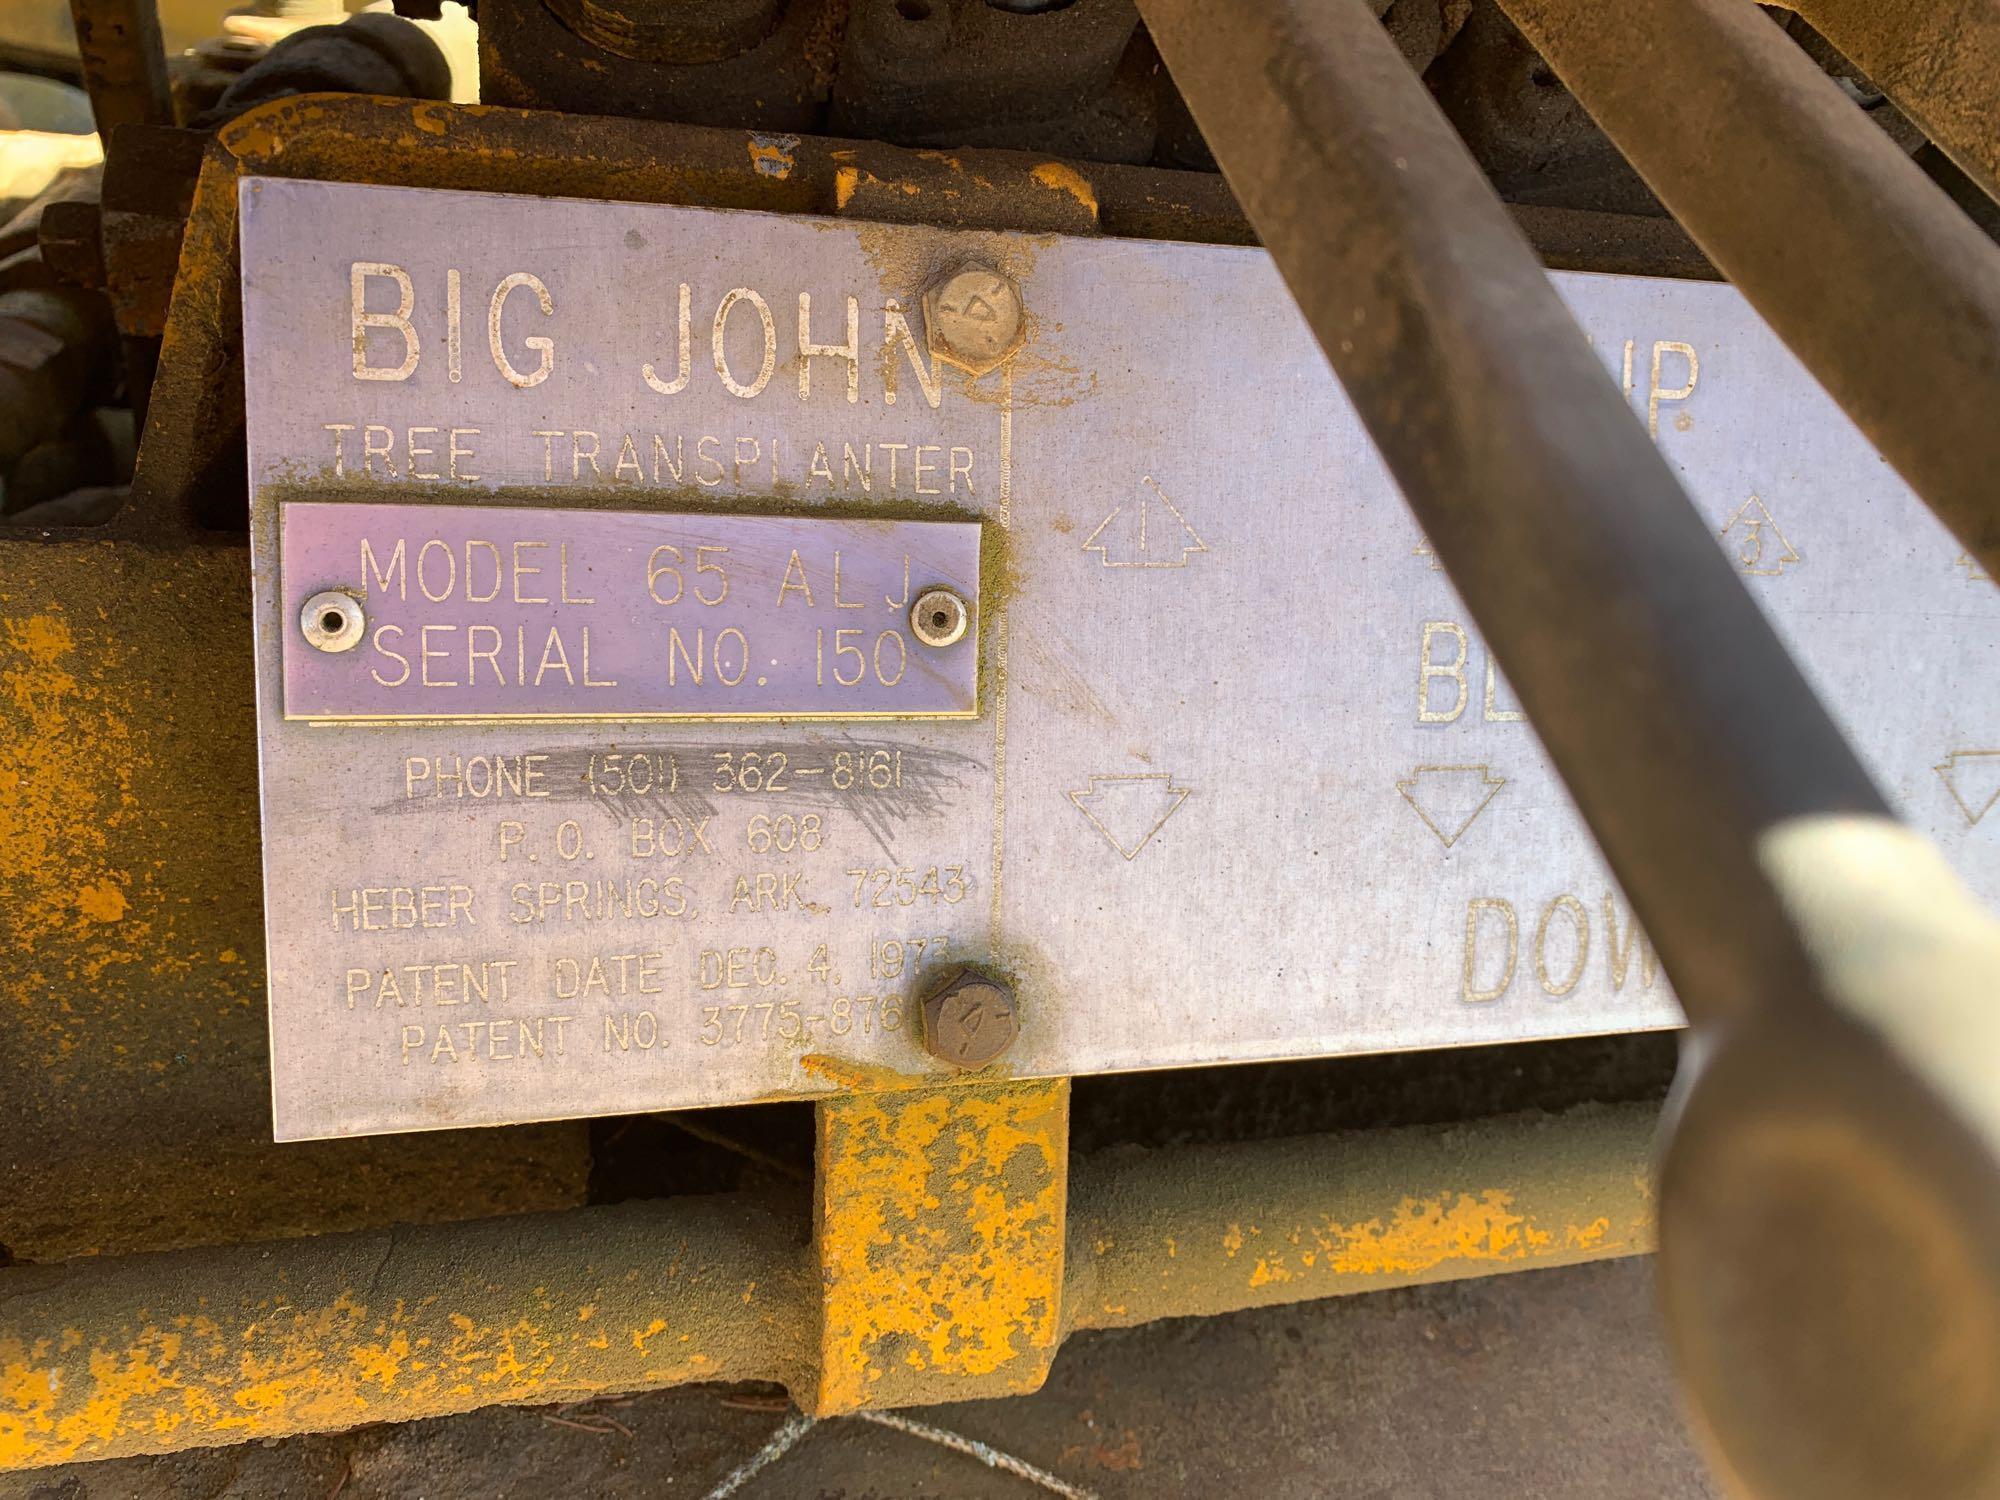 BIG JOHN
TREE TRANSPLANTER
MODEL 65 ALJ
SERIAL NO. 150
PHONE (501) 362-8161
P. O. BOX 608
HEBER SPRINGS, ARK. 72543
PATENT DATE DEC. 4, 1973
PATENT NO. 3775-876
UP
1
3
DOW